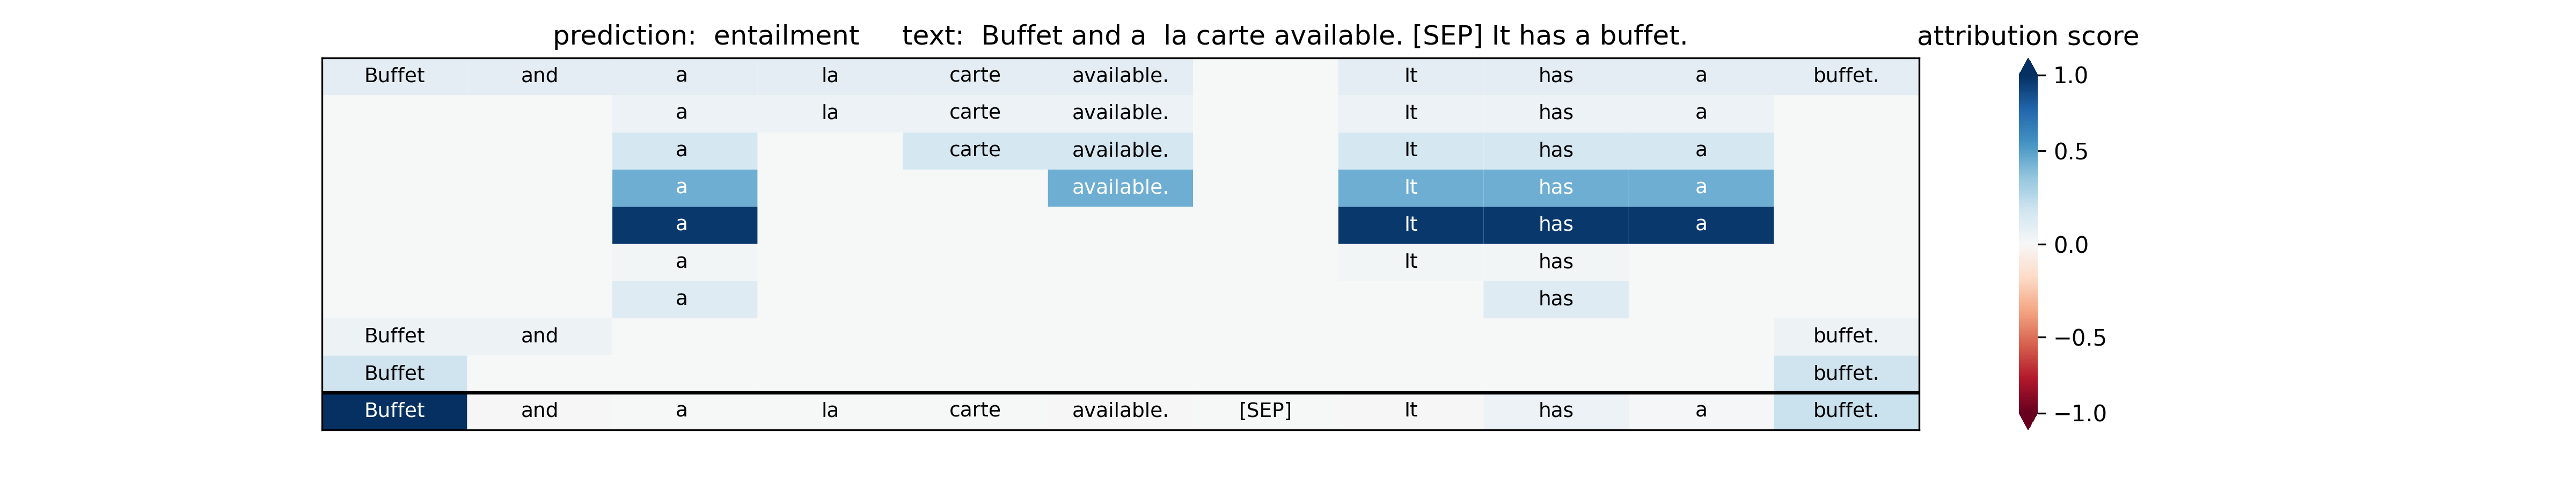 prediction:  entailment     text:  Buffet and a  la carte available. [SEP] It has a buffet.
attribution score
Buffet and a la carte available. It has a buffet.
a la carte available. It has a
a carte available. It has a
a available. It has a
a It has a
a It has
a has
Buffet and buffet.
Buffet buffet.
Buffet and a la carte available. [SEP] It has a buffet.
1.0
0.5
0.0
−0.5
−1.0